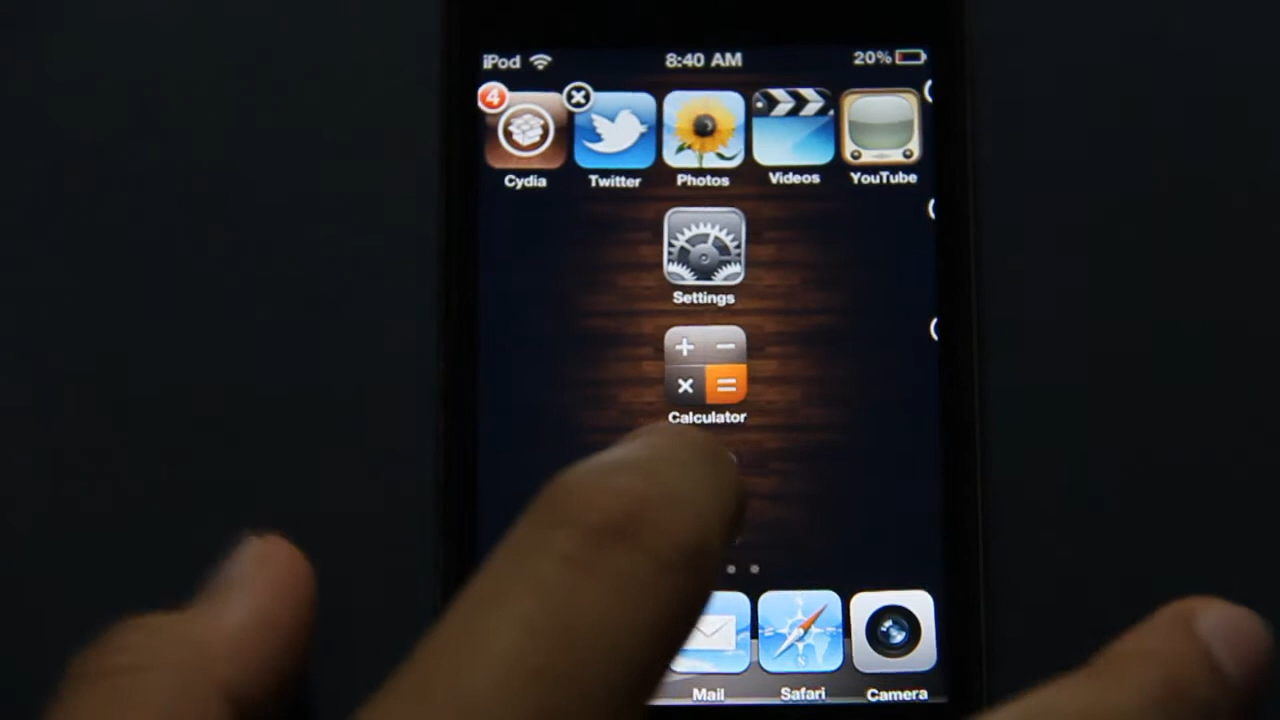 iPod 8:40 AM 20%
4
Cydia Twitter Photos Videos YouTube
Settings
Calculator
Mail Safari Camera